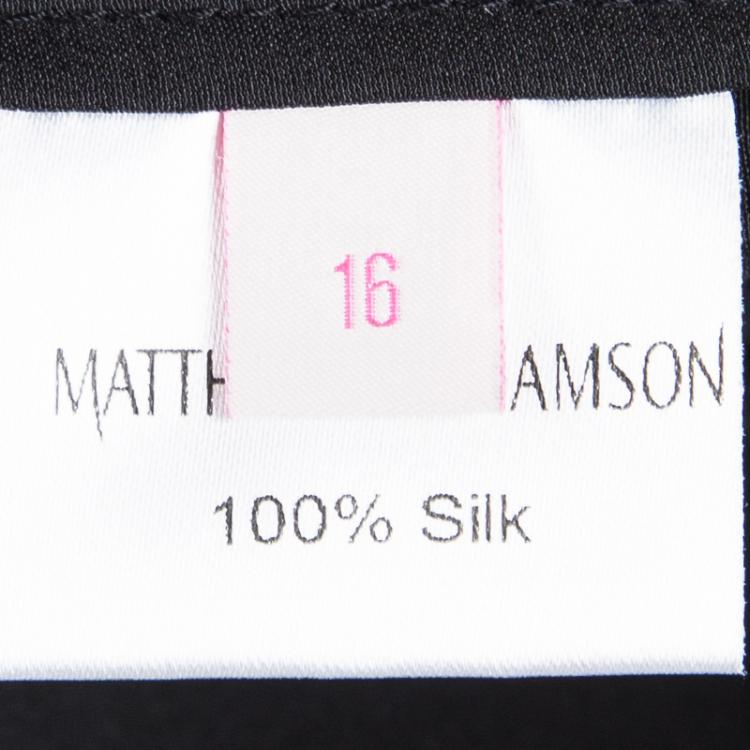 16
MATTH AMSON
100% Silk